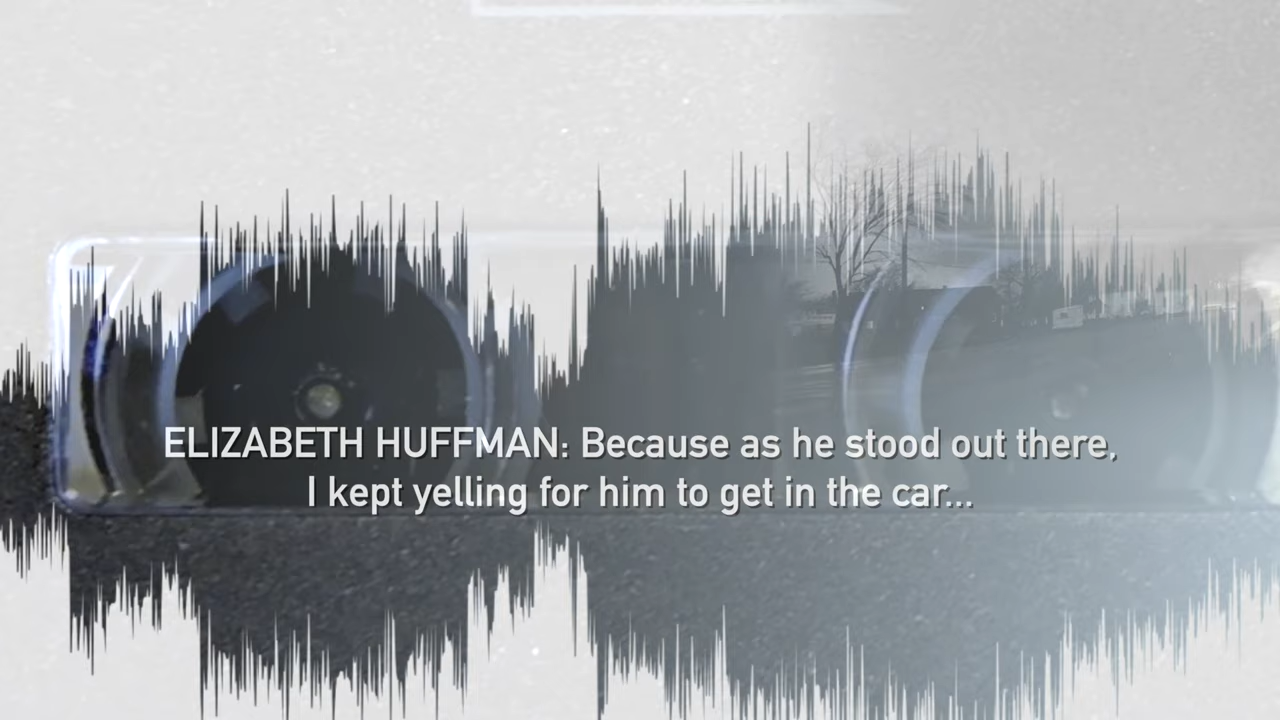 ELIZABETH HUFFMAN: Because as he stood out there,
I kept yelling for him to get in the car...